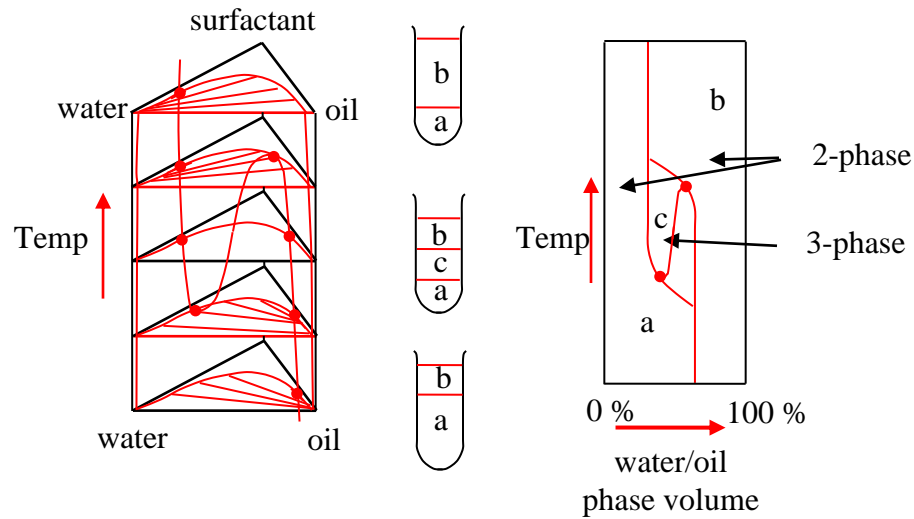 surfactant
water
oil
Temp
water
oil
b
a
b
c
a
b
a
b
2-phase
Temp
c
3-phase
a
0 %
100 %
water/oil
phase volume